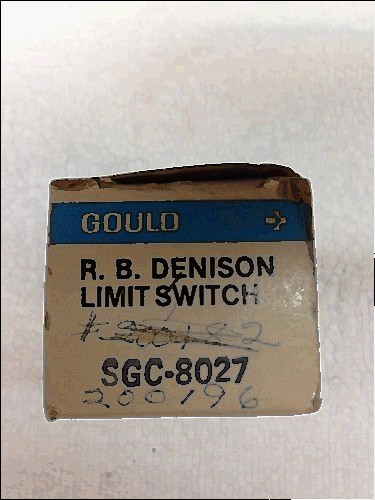 GOULD
R. B. DENISON
LIMIT SWITCH
SGC-8027
200196